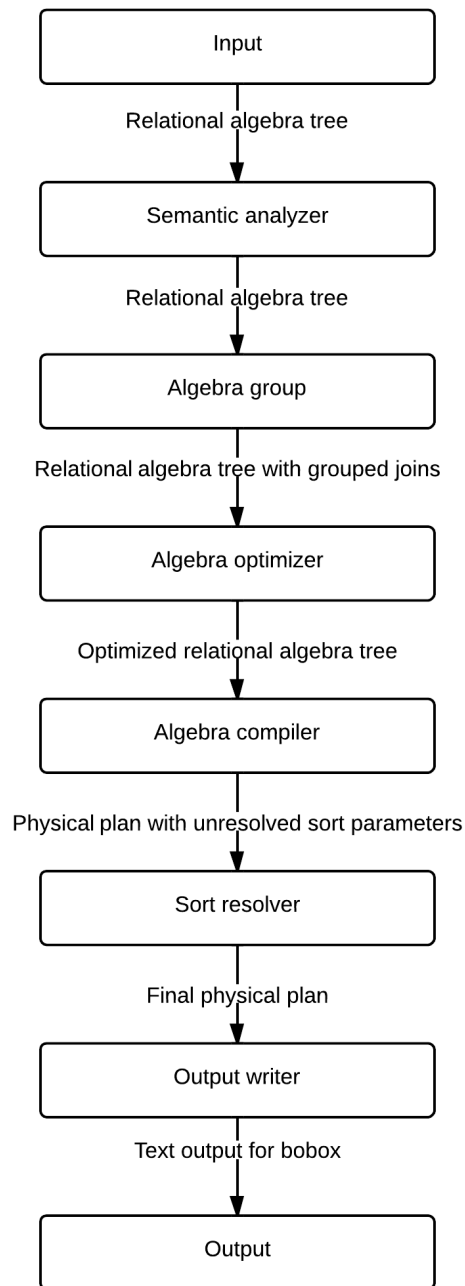 Input
Relational algebra tree
Semantic analyzer
Relational algebra tree
Algebra group
Relational algebra tree with grouped joins
Algebra optimizer
Optimized relational algebra tree
Algebra compiler
Physical plan with unresolved sort parameters
Sort resolver
Final physical plan
Output writer
Text output for bobox
Output